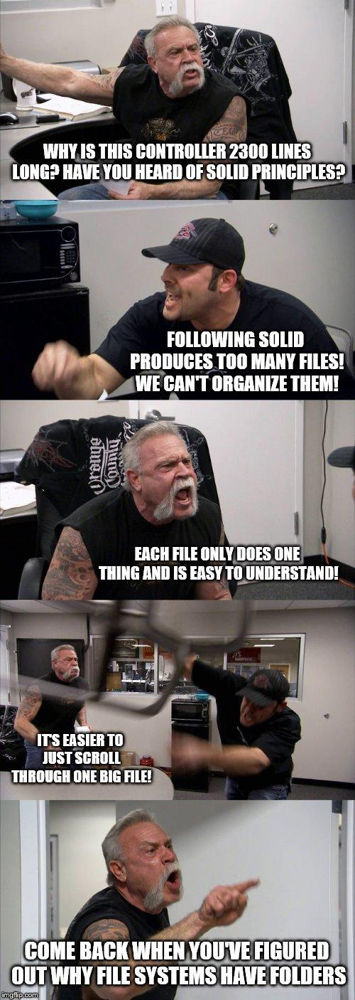 WHY IS THIS CONTROLLER 2300 LINES
LONG? HAVE YOU HEARD OF SOLID PRINCIPLES?
FOLLOWING SOLID
PRODUCES TOO MANY FILES!
WE CAN'T ORGANIZE THEM!
Orange
County
EACH FILE ONLY DOES ONE
THING AND IS EASY TO UNDERSTAND!
IT'S EASIER TO
JUST SCROLL
THROUGH ONE BIG FILE!
COME BACK WHEN YOU'VE FIGURED
OUT WHY FILE SYSTEMS HAVE FOLDERS
imgflip.com